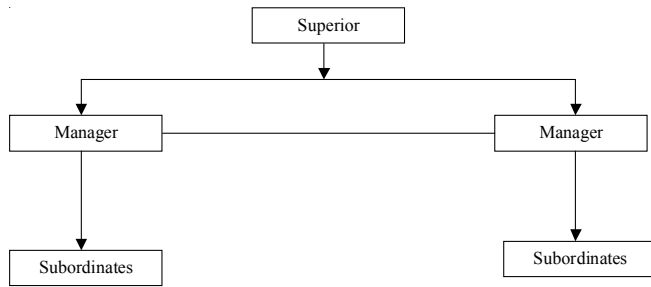 Superior
Manager
Manager
Subordinates
Subordinates